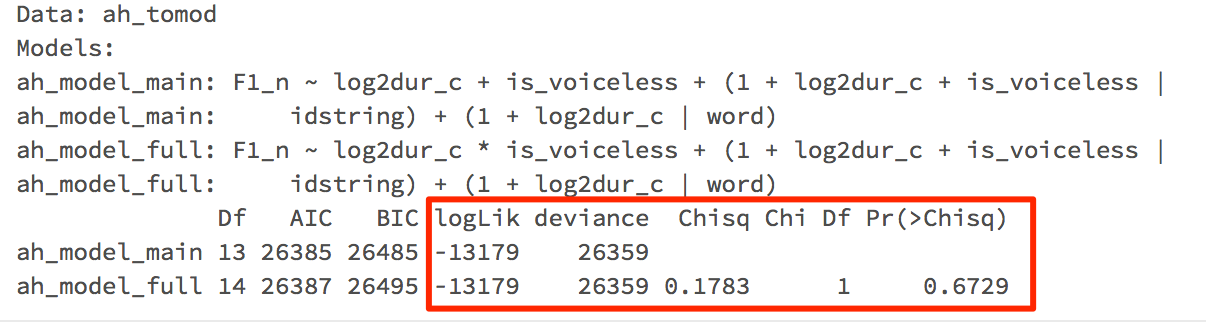 Data: ah_tomod
Models:
ah_model_main: F1_n ~ log2dur_c + is_voiceless + (1 + log2dur_c + is_voiceless |
ah_model_main:     idstring) + (1 + log2dur_c | word)
ah_model_full: F1_n ~ log2dur_c * is_voiceless + (1 + log2dur_c + is_voiceless |
ah_model_full:     idstring) + (1 + log2dur_c | word)
              Df   AIC   BIC logLik deviance  Chisq Chi Df Pr(>Chisq)
ah_model_main 13 26385 26485 -13179    26359
ah_model_full 14 26387 26495 -13179    26359 0.1783      1     0.6729